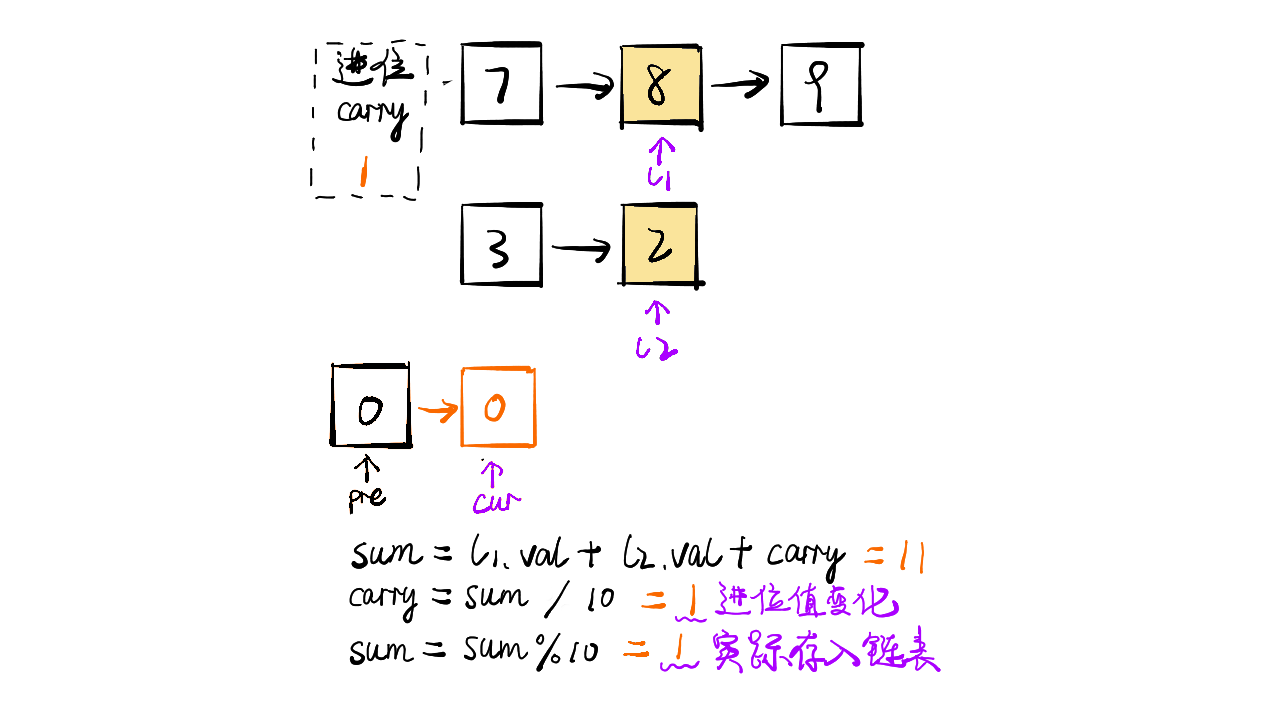 进位
carry
1
7 → 8 → 9
↑
L1
3 → 2
↑
L2
0 → 0
↑ ↑
pre cur
sum = L1.val + L2.val + carry = 11
carry = sum / 10 = 1 进位值变化
sum = sum%10 = 1 实际存入链表